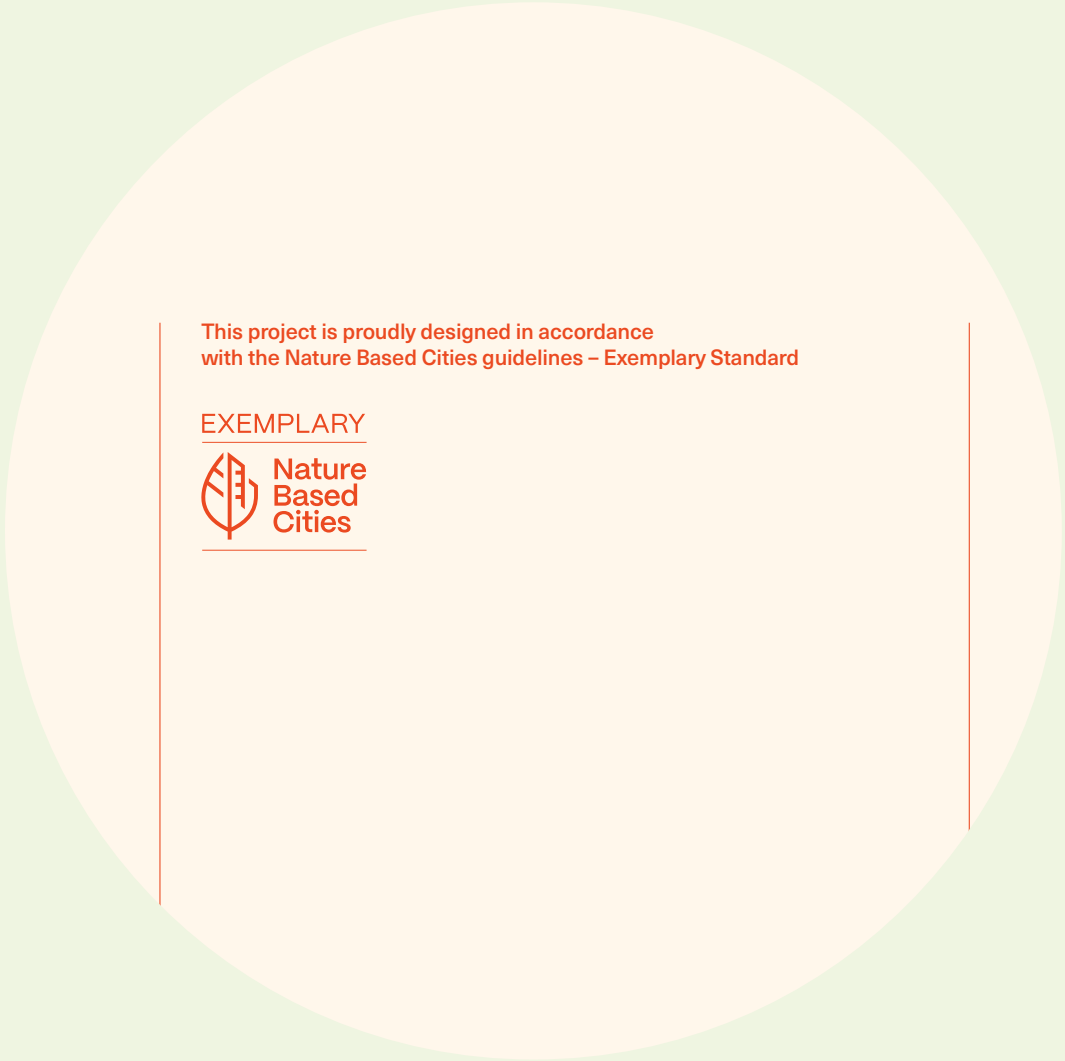 This project is proudly designed in accordance
with the Nature Based Cities guidelines – Exemplary Standard
EXEMPLARY
Nature
Based
Cities